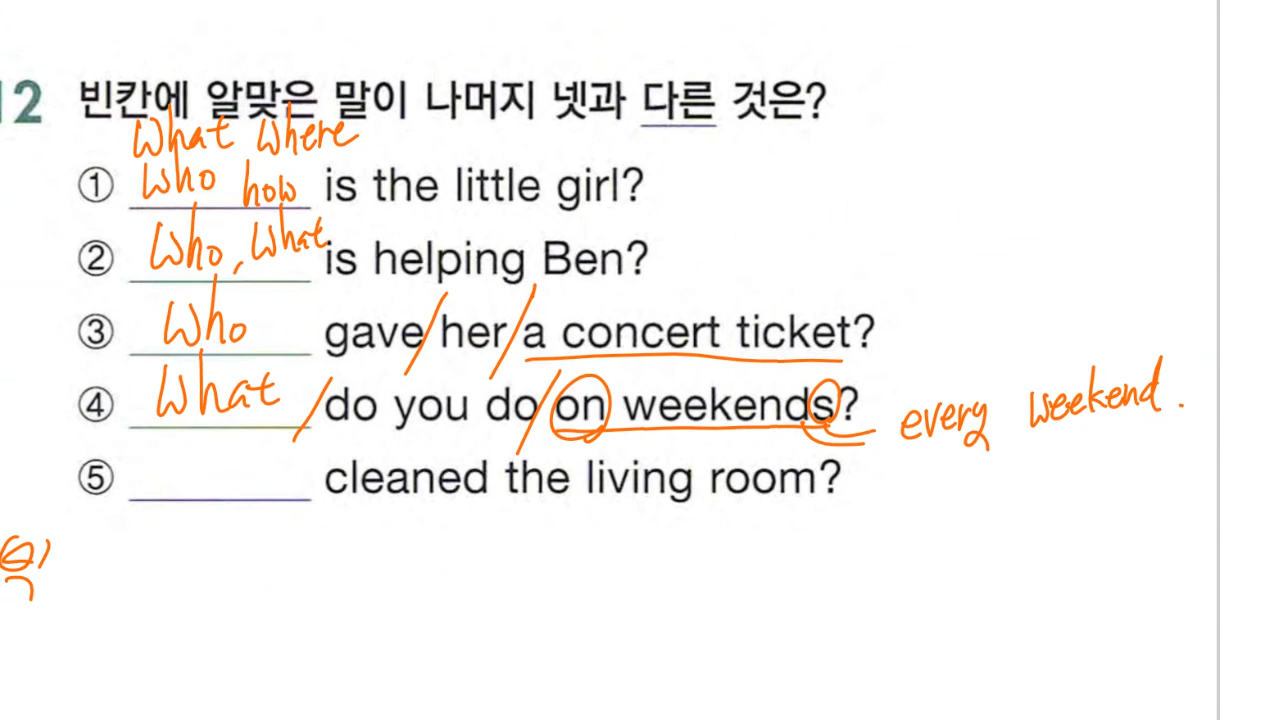 12 빈칸에 알맞은 말이 나머지 넷과 다른 것은?
What where
① Who how is the little girl?
② Who, What is helping Ben?
③ Who gave/her/a concert ticket?
④ What / do you do/on weekends? every weekend.
⑤ cleaned the living room?